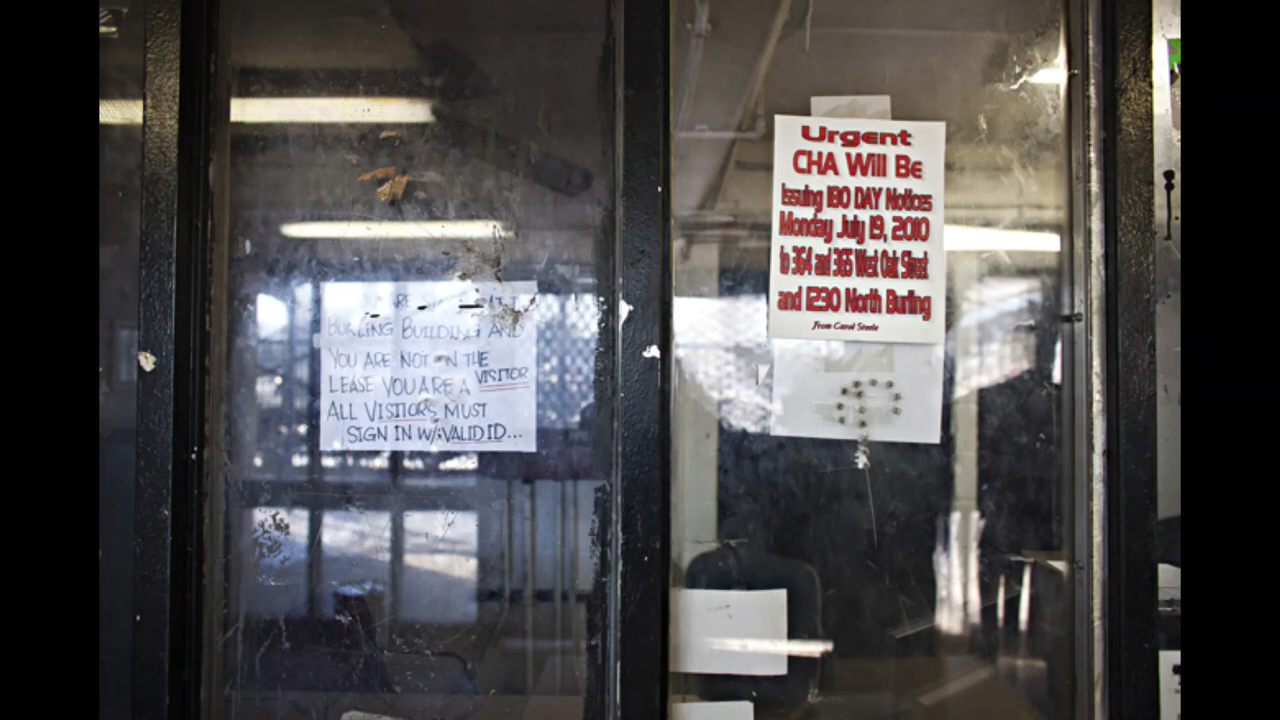 BURLING BUILDING AND
YOU ARE NOT ON THE
LEASE YOU ARE A VISITOR
ALL VISITORS MUST
SIGN IN W/VALID ID...
Urgent
CHA Will Be
Issuing 180 DAY Notices
Monday July 19, 2010
to 364 and 365 West Oak Street
and 1230 North Burling
From Carol Steele